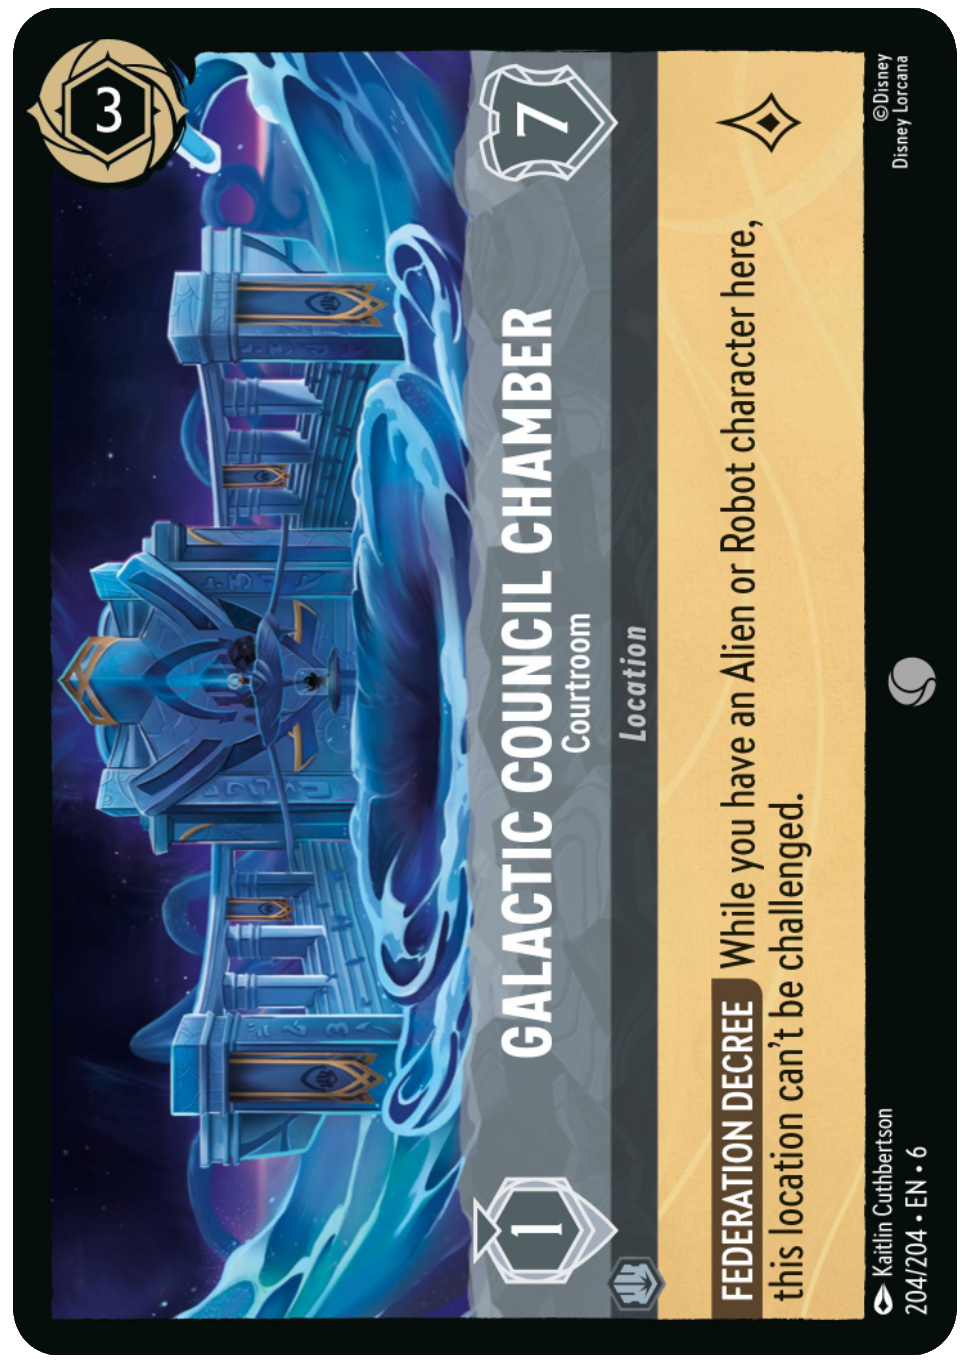 3
1
GALACTIC COUNCIL CHAMBER
Courtroom
7
Location
FEDERATION DECREE While you have an Alien or Robot character here,
this location can’t be challenged.
Kaitlin Cuthbertson
204/204 • EN • 6
©Disney
Disney Lorcana